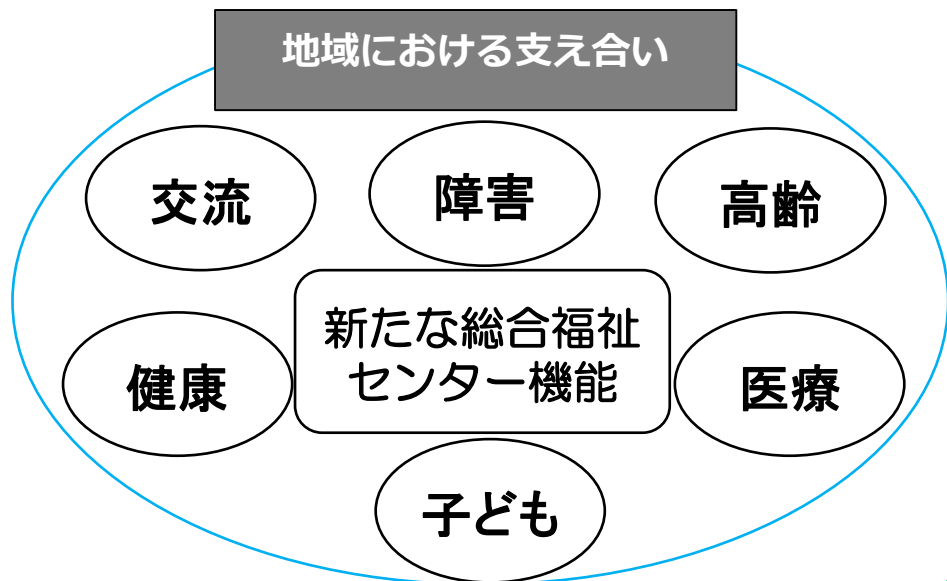 地域における支え合い
交流
障害
高齢
新たな総合福祉
センター機能
健康
医療
子ども